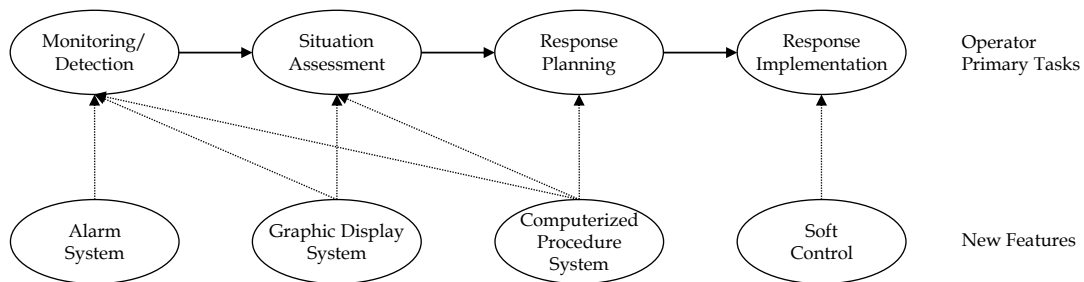 Monitoring/
Detection
Situation
Assessment
Response
Planning
Response
Implementation
Operator
Primary Tasks
Alarm
System
Graphic Display
System
Computerized
Procedure
System
Soft
Control
New Features